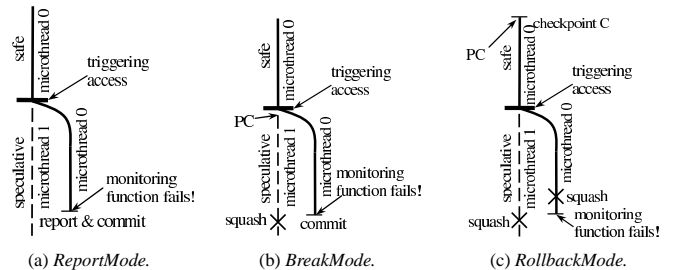 safe
microthread 0
triggering
access
speculative
microthread 1
microthread 0
monitoring
function fails!
report & commit
(a) ReportMode.
safe
microthread 0
triggering
access
PC
speculative
microthread 1
microthread 0
monitoring
function fails!
squash
commit
(b) BreakMode.
checkpoint C
PC
safe
microthread 0
triggering
access
speculative
microthread 1
microthread 0
squash
squash
monitoring
function fails!
(c) RollbackMode.